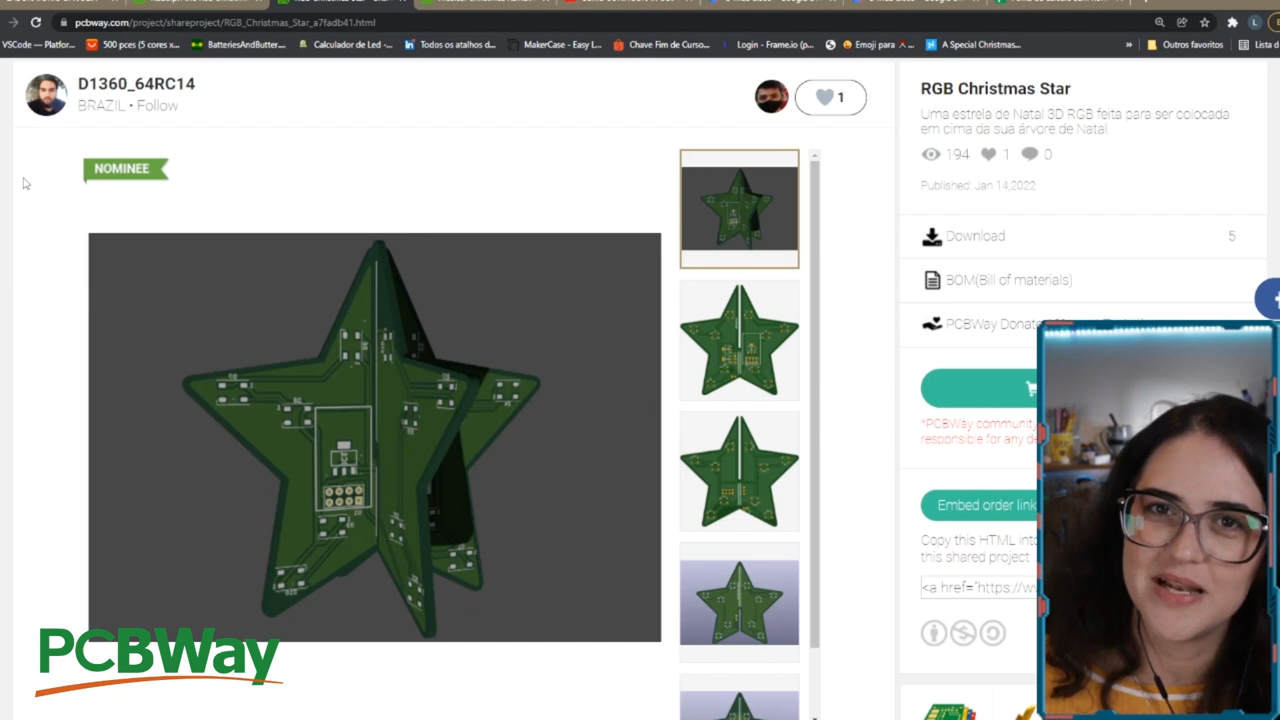 pcbway.com/project/shareproject/RGB_Christmas_Star_a7fadb41.html
VSCode — Platfor...
500 pces (5 cores x...
BatteriesAndButter...
Calculador de Led -...
Todos os atalhos d...
MakerCase - Easy L...
Chave Fim de Curso...
Login - Frame.io (p...
Emoji para
A Special Christmas...
»
Outros favoritos
Lista d
D1360_64RC14
BRAZIL • Follow
1
NOMINEE
RGB Christmas Star
Uma estrela de Natal 3D RGB feita para ser colocada
em cima da sua árvore de Natal.
194
1
0
Published: Jan 14,2022
Download
5
BOM(Bill of materials)
PCBWay Donate
*PCBWay community
responsible for any de
Embed order link
Copy this HTML into
this shared project
<a href="https://w
PCBWay